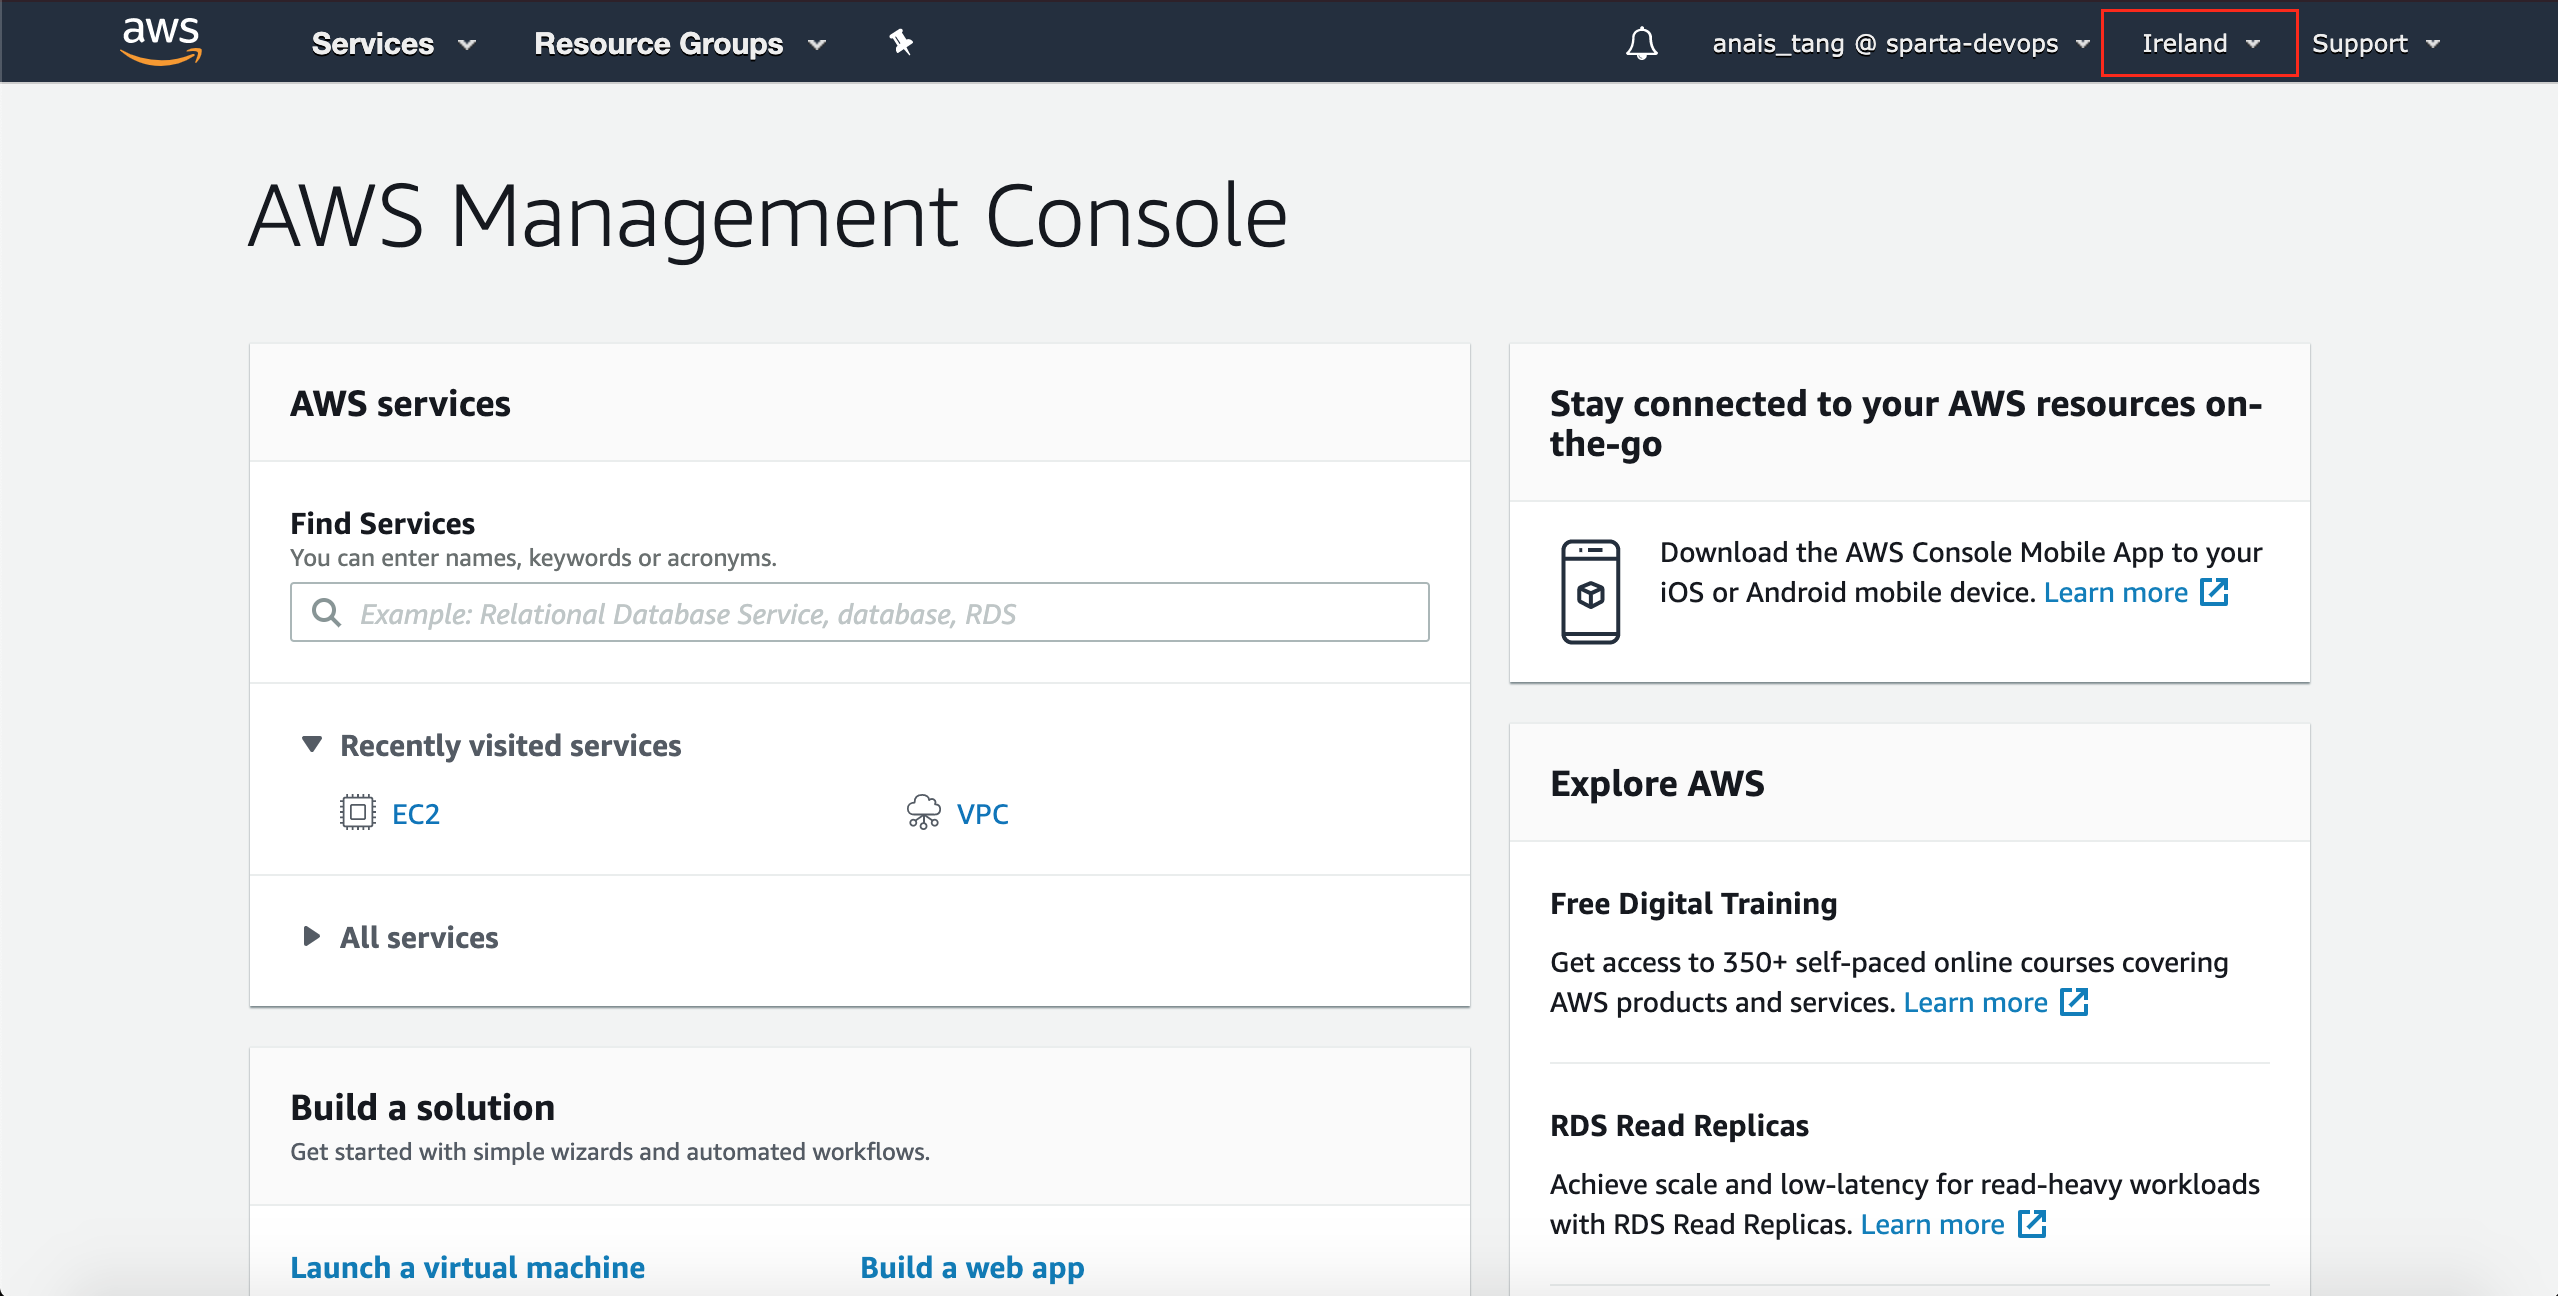 aws
Services
Resource Groups
anais_tang @ sparta-devops
Ireland
Support
AWS Management Console
AWS services
Find Services
You can enter names, keywords or acronyms.
Example: Relational Database Service, database, RDS
Recently visited services
EC2
VPC
All services
Build a solution
Get started with simple wizards and automated workflows.
Launch a virtual machine
Build a web app
Stay connected to your AWS resources on-
the-go
Download the AWS Console Mobile App to your
iOS or Android mobile device. Learn more
Explore AWS
Free Digital Training
Get access to 350+ self-paced online courses covering
AWS products and services. Learn more
RDS Read Replicas
Achieve scale and low-latency for read-heavy workloads
with RDS Read Replicas. Learn more